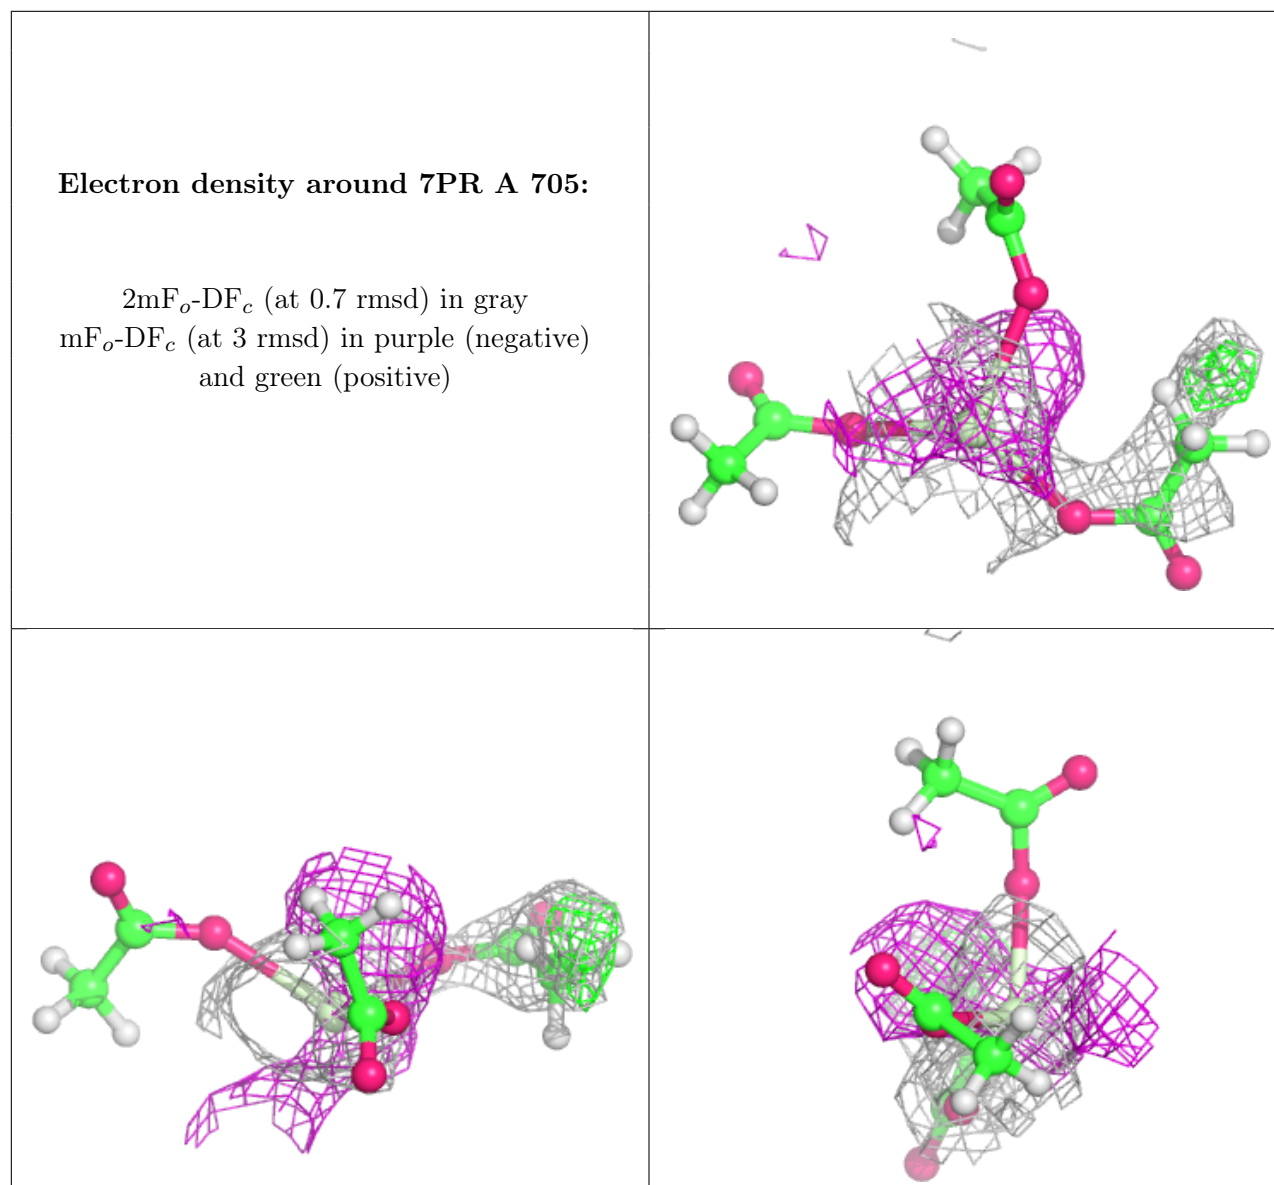 Electron density around 7PR A 705:
2mFo-DFc (at 0.7 rmsd) in gray
mFo-DFc (at 3 rmsd) in purple (negative)
and green (positive)